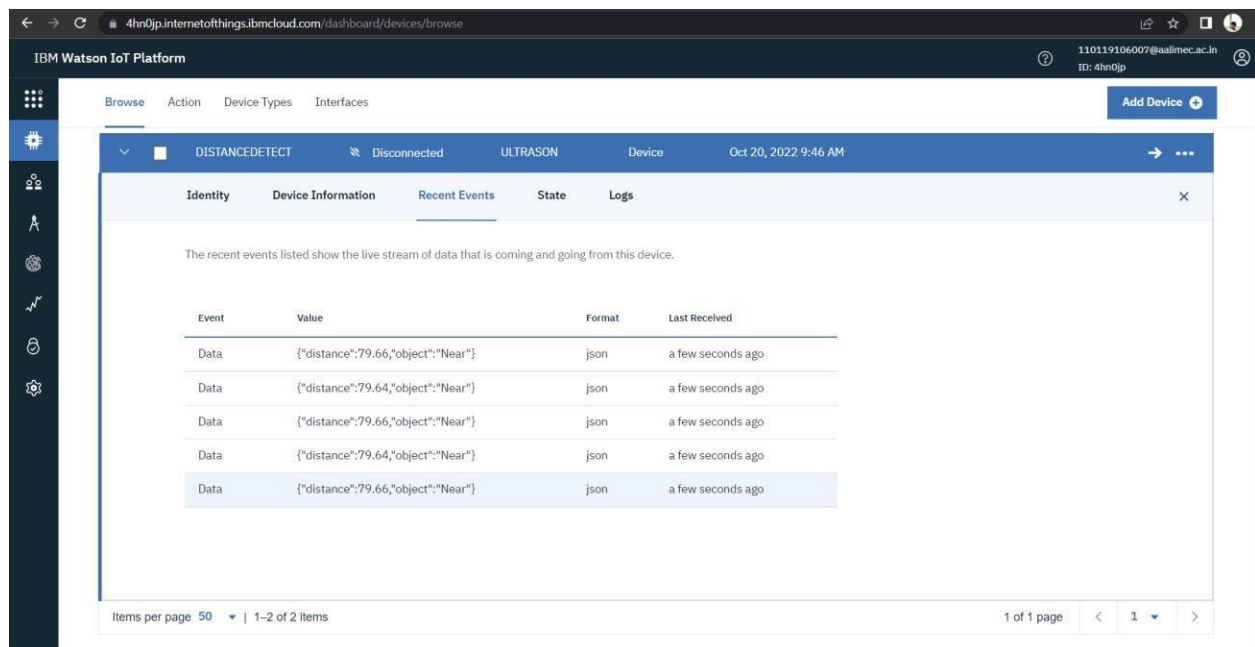 4hn0jp.internetofthings.ibmcloud.com/dashboard/devices/browse
IBM Watson IoT Platform
110119106007@aalimec.ac.in
ID: 4hn0jp
Browse Action Device Types Interfaces
Add Device
DISTANCEDETECT Disconnected ULTRASON Device Oct 20, 2022 9:46 AM
Identity Device Information Recent Events State Logs
The recent events listed show the live stream of data that is coming and going from this device.
Event Value Format Last Received
Data {"distance":79.66,"object":"Near"} json a few seconds ago
Data {"distance":79.64,"object":"Near"} json a few seconds ago
Data {"distance":79.66,"object":"Near"} json a few seconds ago
Data {"distance":79.64,"object":"Near"} json a few seconds ago
Data {"distance":79.66,"object":"Near"} json a few seconds ago
Items per page 50 | 1–2 of 2 items 1 of 1 page 1